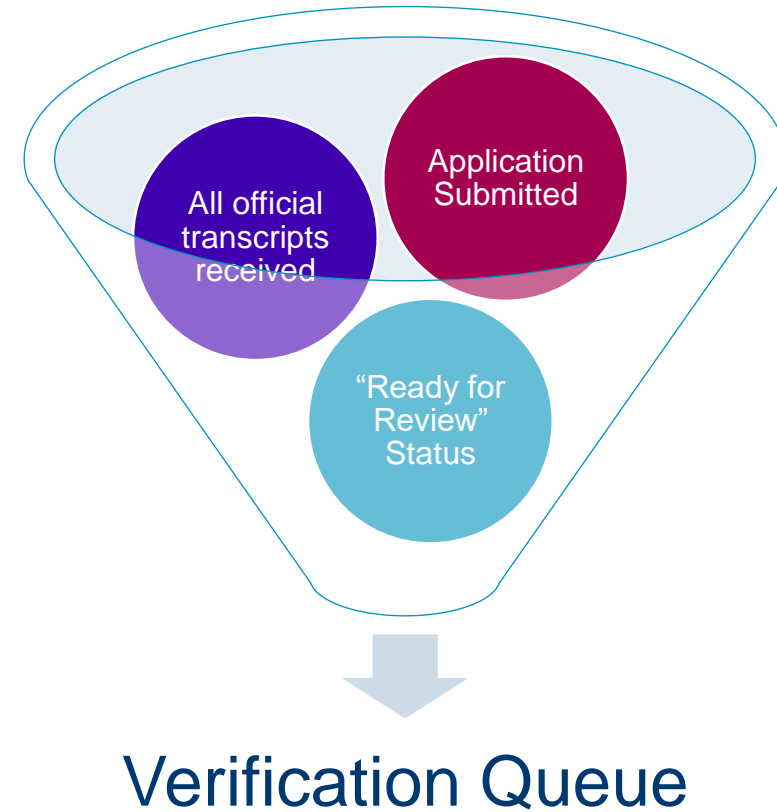 All official
transcripts
received
Application
Submitted
“Ready for
Review”
Status
Verification Queue